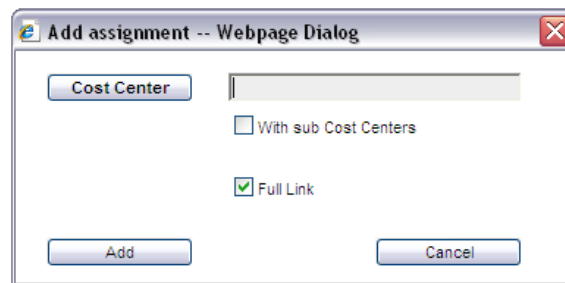 Add assignment -- Webpage Dialog
Cost Center
With sub Cost Centers
Full Link
Add Cancel